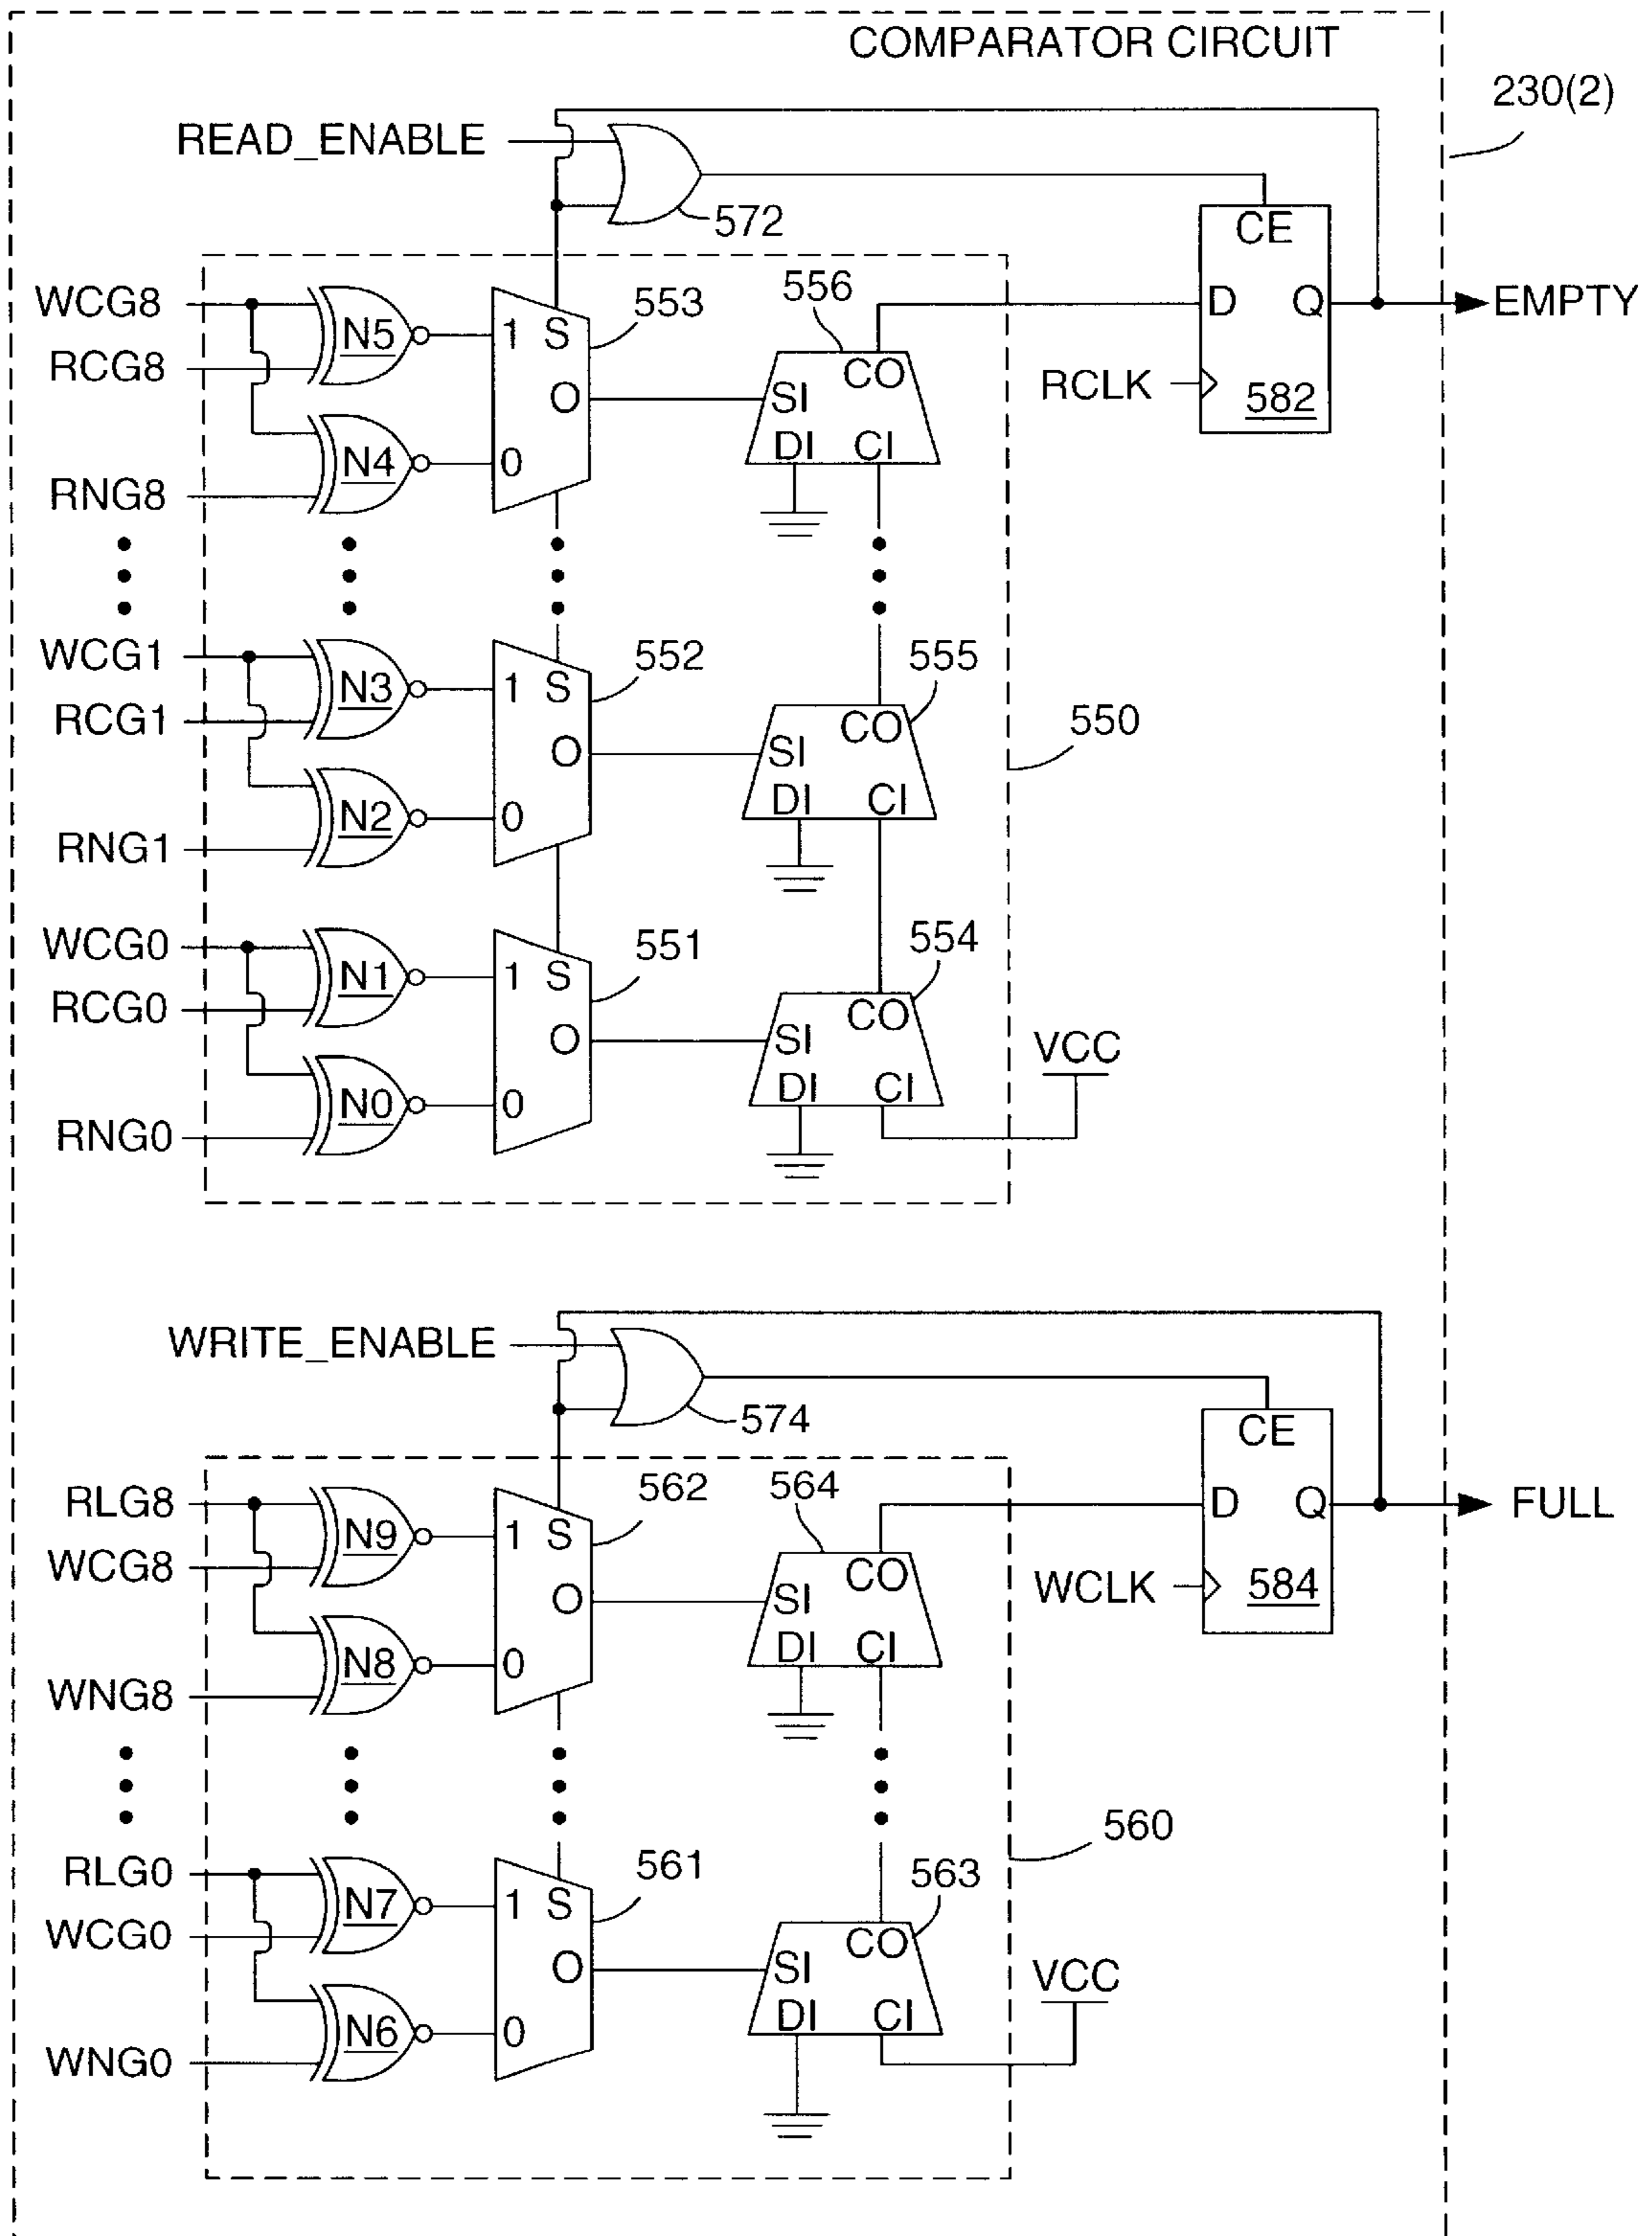 COMPARATOR CIRCUIT
230(2)
READ_ENABLE
572
CE
D Q
582
RCLK
EMPTY
WCG8
RCG8
RNG8
N5
N4
1 S
O
0
553
556
CO
SI
DI CI
WCG1
RCG1
RNG1
N3
N2
1 S
O
0
552
555
CO
SI
DI CI
550
WCG0
RCG0
RNG0
N1
N0
1 S
O
0
551
554
CO
SI
DI CI
VCC
WRITE_ENABLE
574
CE
D Q
584
WCLK
FULL
RLG8
WCG8
WNG8
N9
N8
1 S
O
0
562
564
CO
SI
DI CI
560
RLG0
WCG0
WNG0
N7
N6
1 S
O
0
561
563
CO
SI
DI CI
VCC